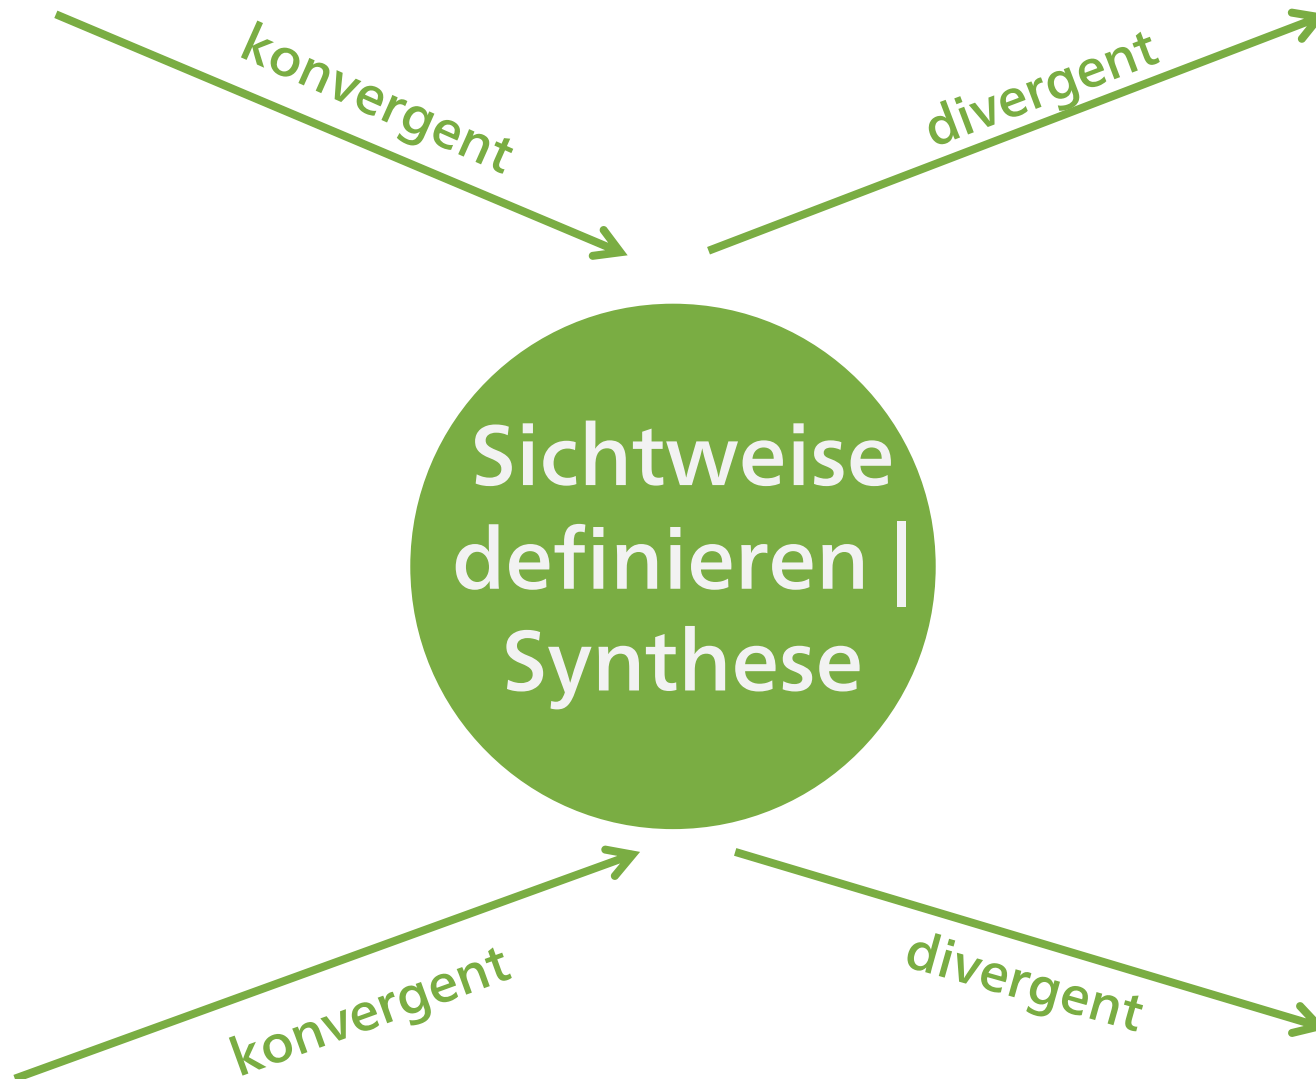 konvergent
divergent
Sichtweise
definieren |
Synthese
konvergent
divergent